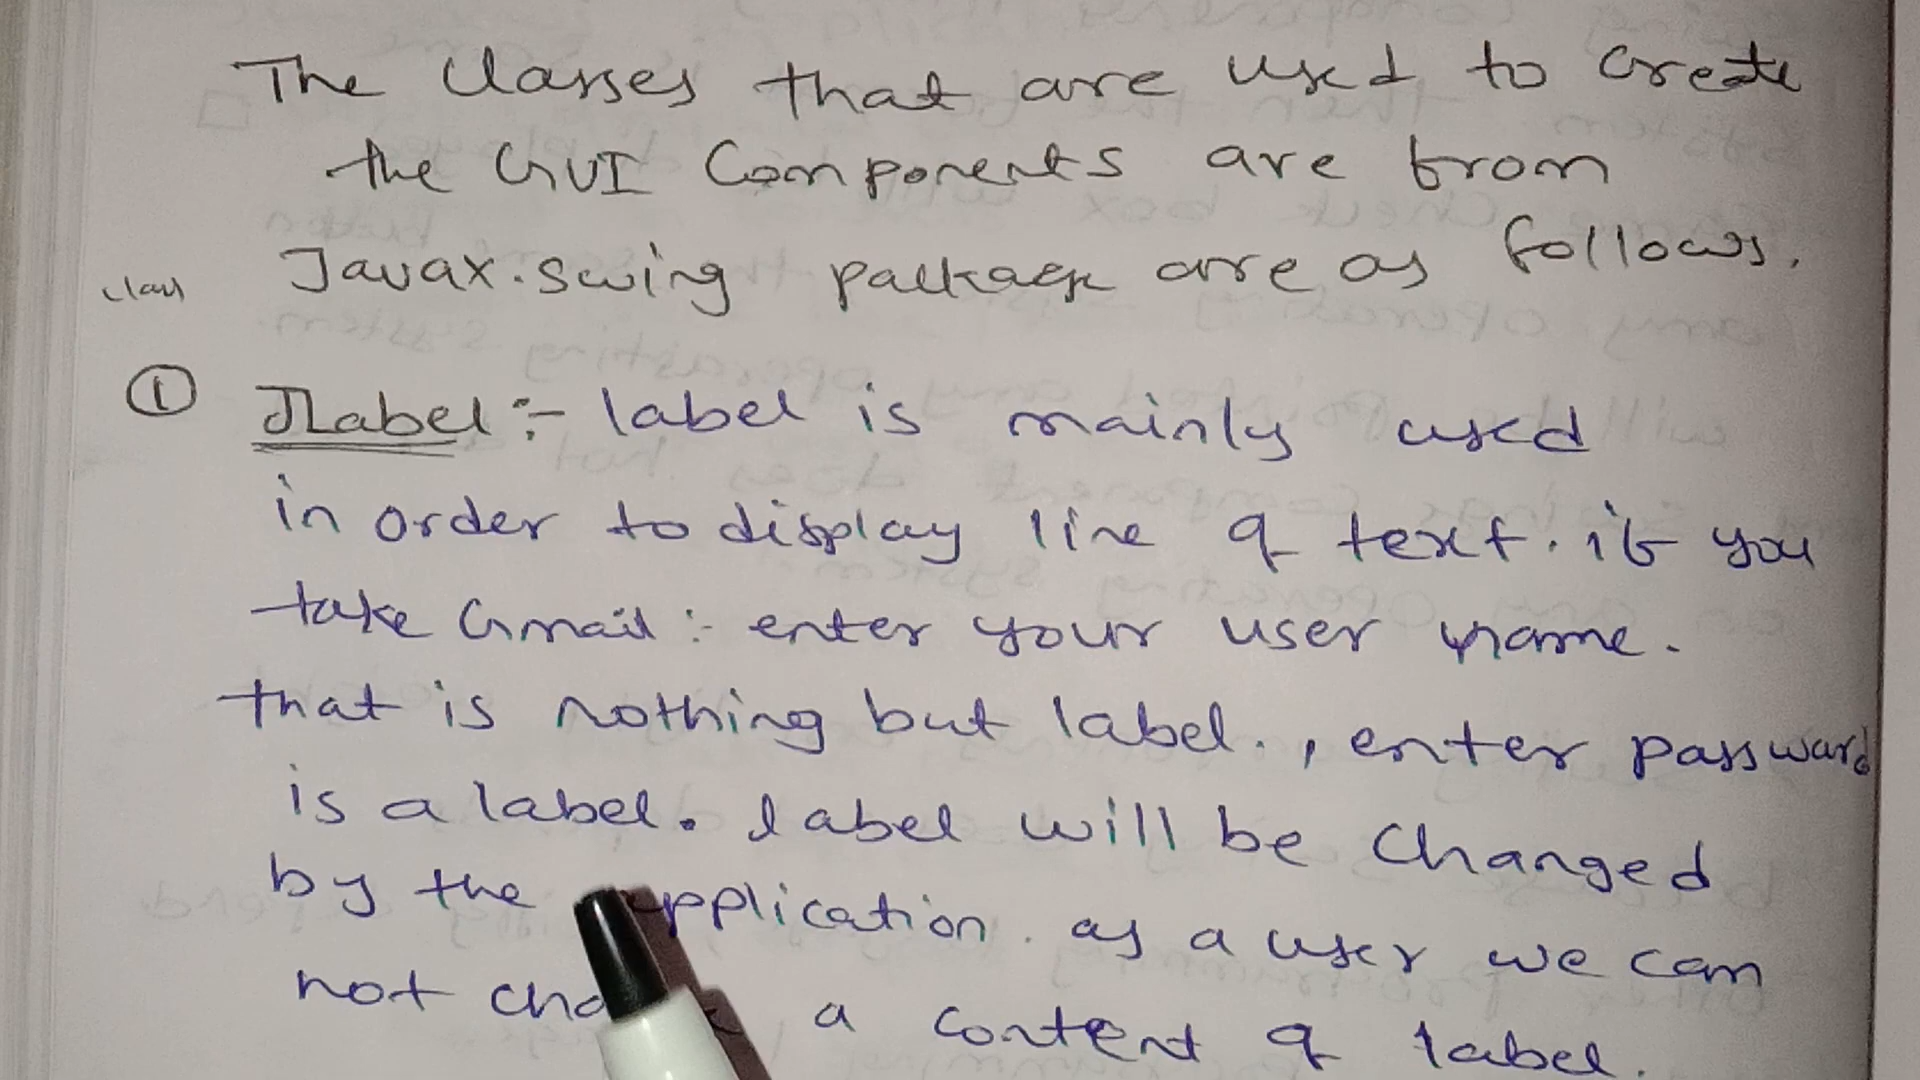 The classes that are used to create
the GUI Components are from
class Javax.swing package are as follows.
① JLabel :- label is mainly used
in order to display line of text. if you
take Gmail :- enter your user name.
that is nothing but label. , enter password
is a label. label will be changed
by the application. as a user we can
not a content of label.